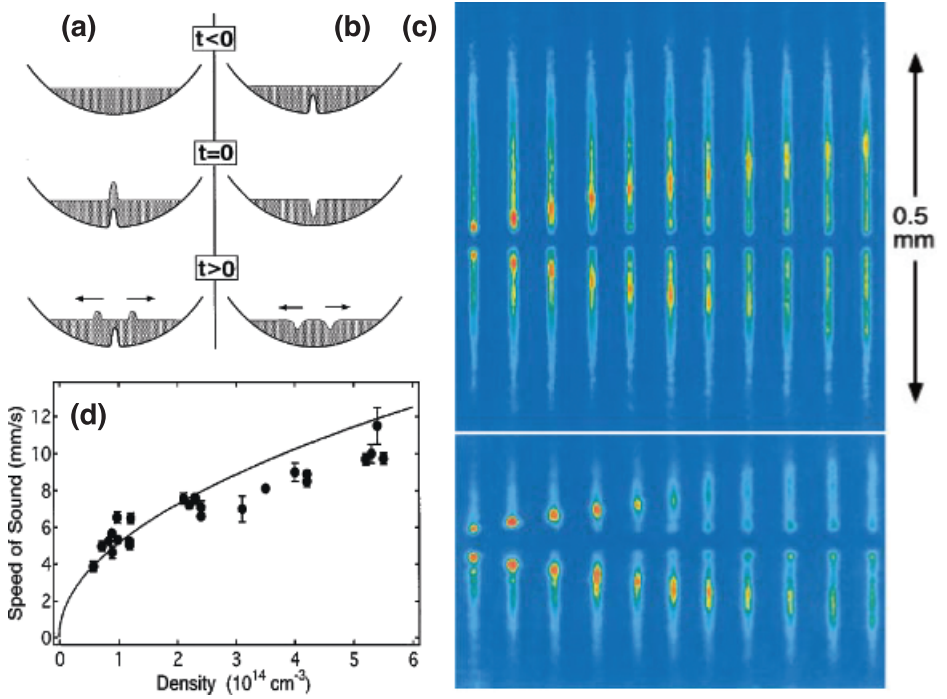 (a)
(b)
(c)
t<0
t=0
t>0
0.5
mm
(d)
Speed of Sound (mm/s)
12
10
8
6
4
2
0
0
1
2
3
4
5
6
Density (10¹⁴ cm⁻³)